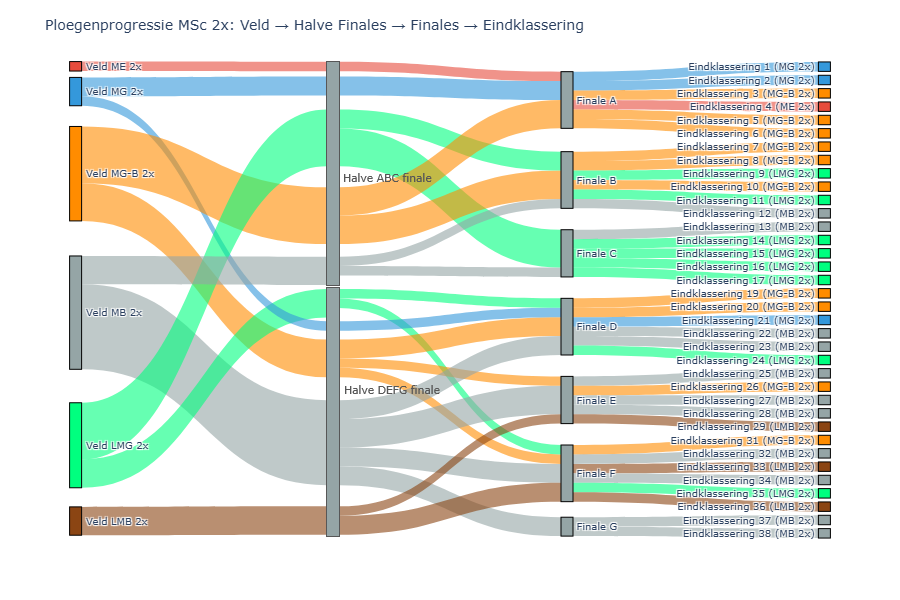 Ploegenprogressie MSc 2x: Veld → Halve Finales → Finales → Eindklassering
Veld ME 2x
Veld MG 2x
Veld MG-B 2x
Veld MB 2x
Veld LMG 2x
Veld LMB 2x
Halve ABC finale
Halve DEFG finale
Finale A
Finale B
Finale C
Finale D
Finale E
Finale F
Finale G
Eindklassering 1 (MG 2x)
Eindklassering 2 (MG 2x)
Eindklassering 3 (MG-B 2x)
Eindklassering 4 (ME 2x)
Eindklassering 5 (MG-B 2x)
Eindklassering 6 (MG-B 2x)
Eindklassering 7 (MG-B 2x)
Eindklassering 8 (MG-B 2x)
Eindklassering 9 (LMG 2x)
Eindklassering 10 (MG-B 2x)
Eindklassering 11 (LMG 2x)
Eindklassering 12 (MB 2x)
Eindklassering 13 (MB 2x)
Eindklassering 14 (LMG 2x)
Eindklassering 15 (LMG 2x)
Eindklassering 16 (LMG 2x)
Eindklassering 17 (LMG 2x)
Eindklassering 19 (MG-B 2x)
Eindklassering 20 (MG-B 2x)
Eindklassering 21 (MG 2x)
Eindklassering 22 (MB 2x)
Eindklassering 23 (MB 2x)
Eindklassering 24 (LMG 2x)
Eindklassering 25 (MB 2x)
Eindklassering 26 (MG-B 2x)
Eindklassering 27 (MB 2x)
Eindklassering 28 (MB 2x)
Eindklassering 29 (LMB 2x)
Eindklassering 31 (MG-B 2x)
Eindklassering 32 (MB 2x)
Eindklassering 33 (LMB 2x)
Eindklassering 34 (MB 2x)
Eindklassering 35 (LMG 2x)
Eindklassering 36 (LMB 2x)
Eindklassering 37 (MB 2x)
Eindklassering 38 (MB 2x)